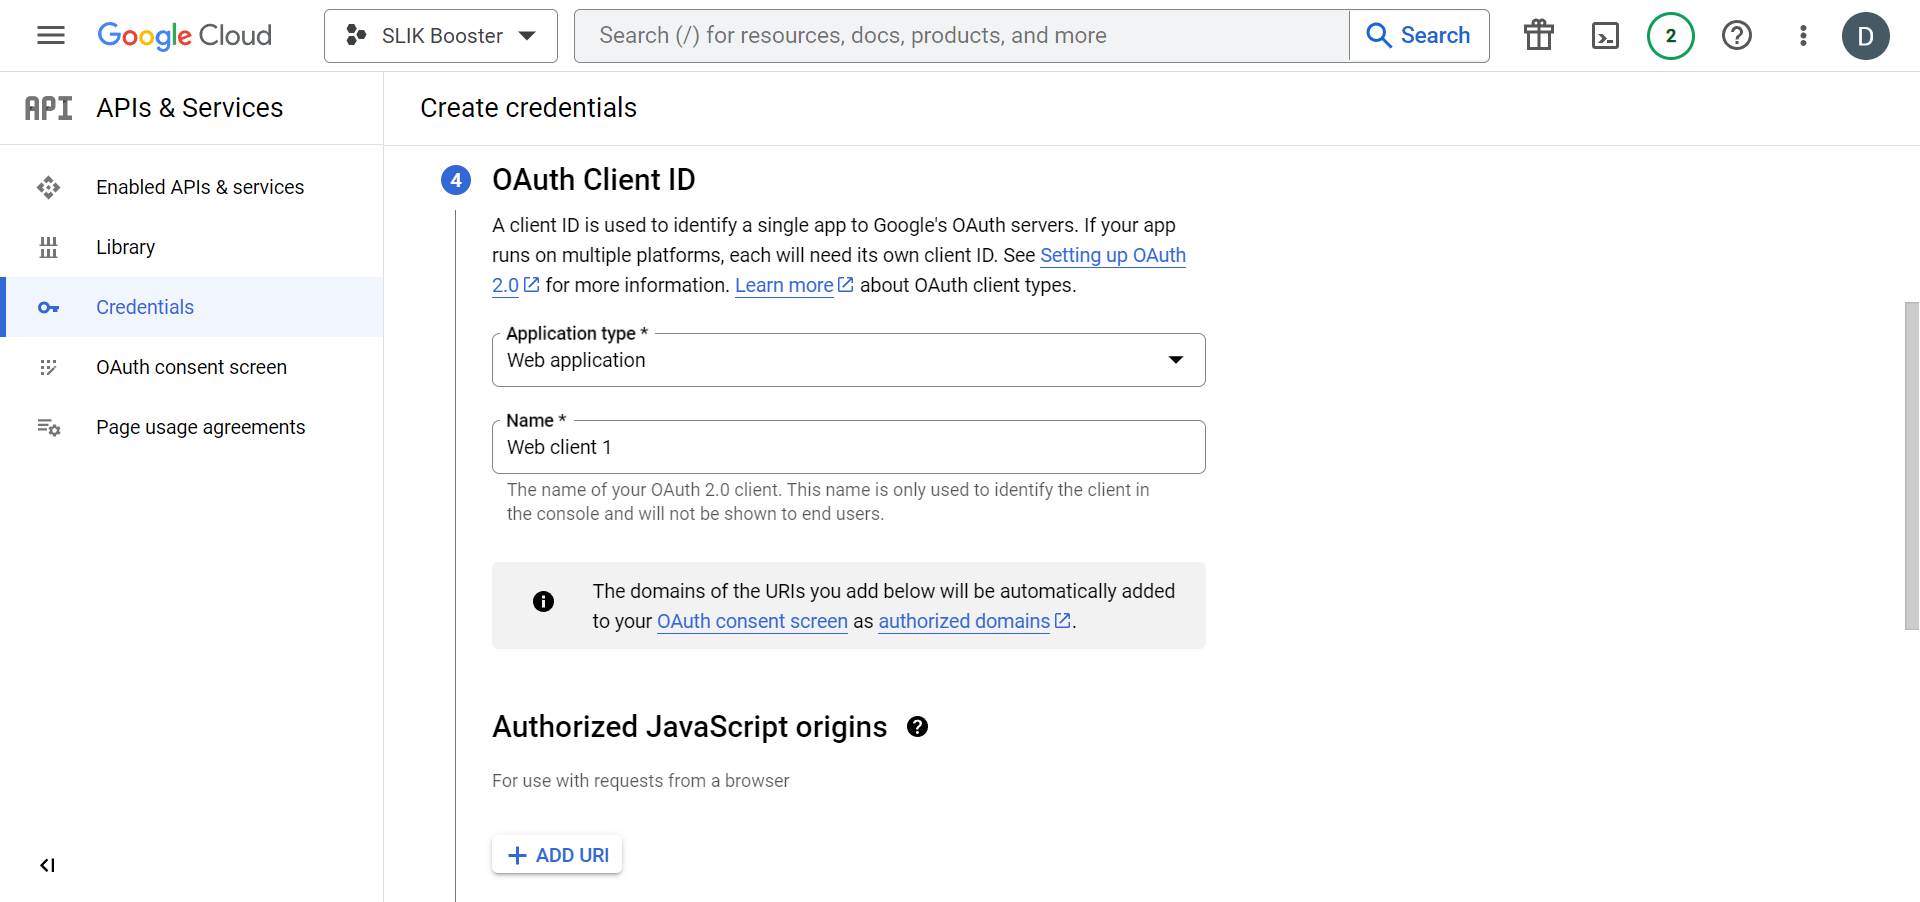 Google Cloud
SLIK Booster
Search (/) for resources, docs, products, and more
Search
2
D
API
APIs & Services
Create credentials
Enabled APIs & services
Library
Credentials
OAuth consent screen
Page usage agreements
4
OAuth Client ID
A client ID is used to identify a single app to Google's OAuth servers. If your app
runs on multiple platforms, each will need its own client ID. See Setting up OAuth
2.0 for more information. Learn more about OAuth client types.
Application type *
Web application
Name *
Web client 1
The name of your OAuth 2.0 client. This name is only used to identify the client in
the console and will not be shown to end users.
The domains of the URIs you add below will be automatically added
to your OAuth consent screen as authorized domains.
Authorized JavaScript origins
For use with requests from a browser
+ ADD URI